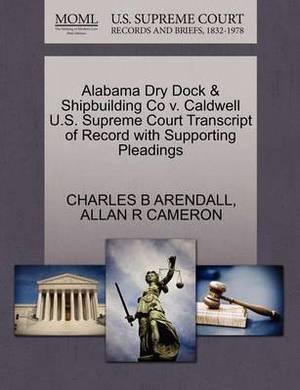 MOML
The Making of Modern Law
U.S. SUPREME COURT
RECORDS AND BRIEFS, 1832-1978
Alabama Dry Dock &
Shipbuilding Co v. Caldwell
U.S. Supreme Court Transcript
of Record with Supporting
Pleadings
CHARLES B ARENDALL,
ALLAN R CAMERON